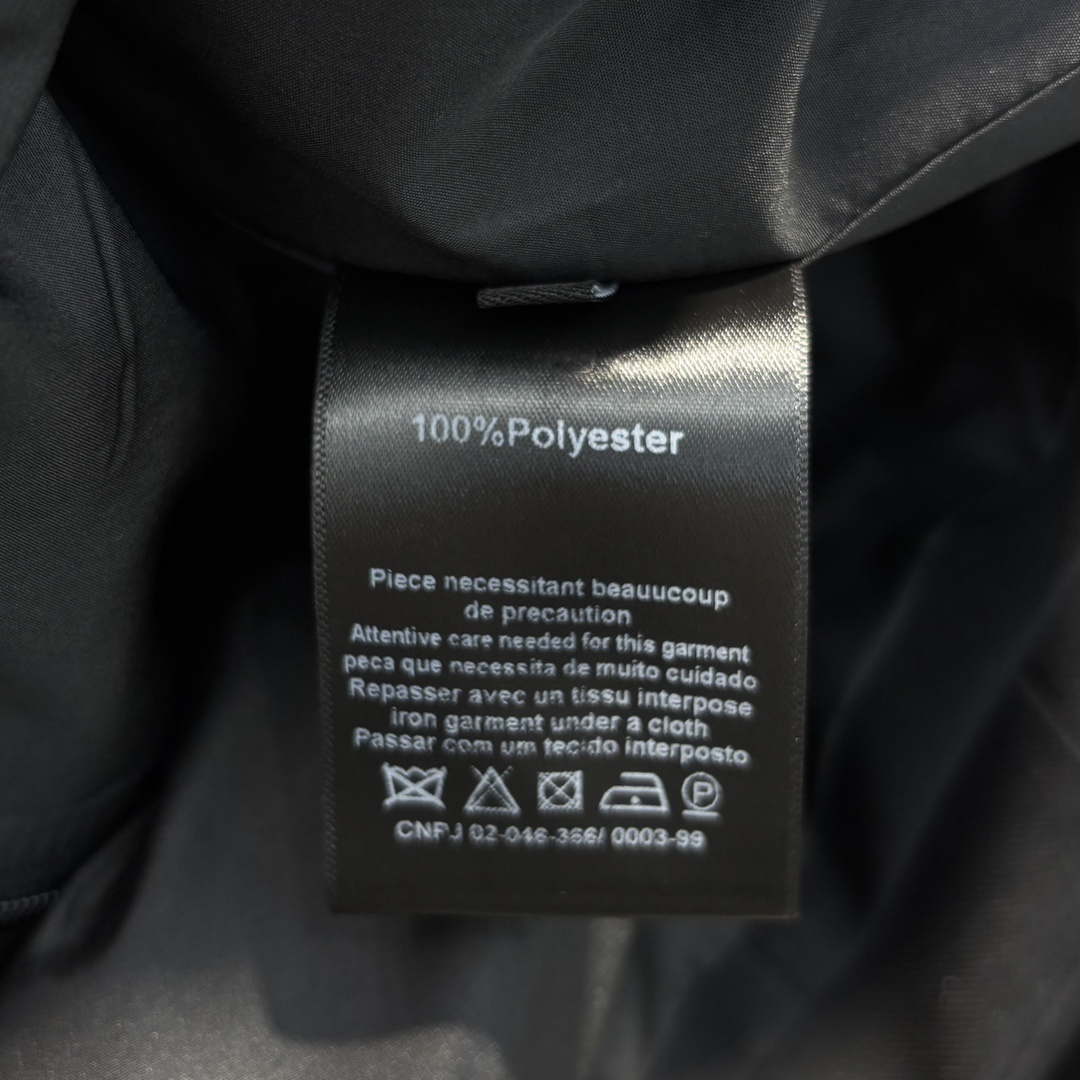 100%Polyester
Piece necessitant beauucoup
de precaution
Attentive care needed for this garment
peca que necessita de muito cuidado
Repasser avec un tissu interpose
iron garment under a cloth
Passar com um tecido interposto
P
CNPJ 02-046-366/ 0003-99